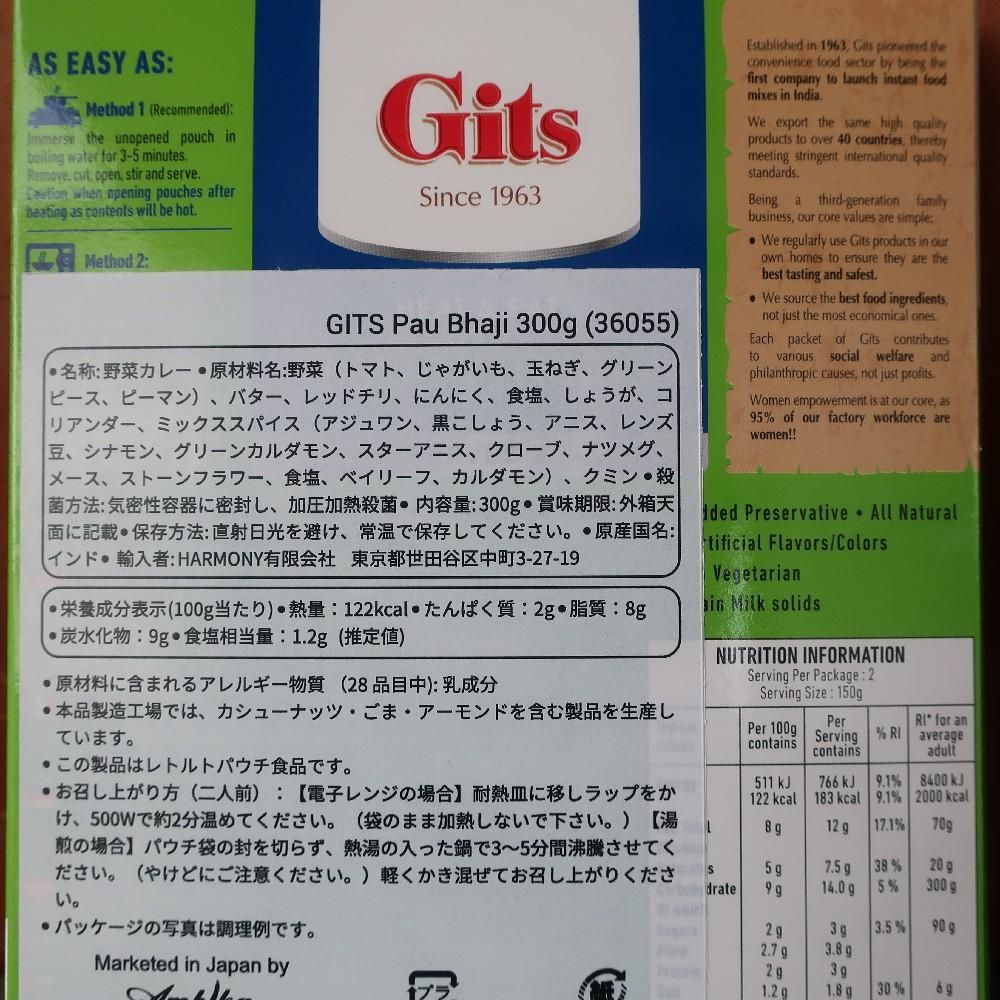 AS EASY AS:
Method 1 (Recommended):
Immerse the unopened pouch in
boiling water for 3-5 minutes.
Remove, cut, open, stir and serve.
Caution when opening pouches after
heating as contents will be hot.
Method 2:
Gits
Since 1963
Established in 1963, Gits pioneered the
convenience food sector by being the
first company to launch instant food
mixes in India.
We export the same high quality
products to over 40 countries, thereby
meeting stringent international quality
standards.
Being a third-generation family
business, our core values are simple:
• We regularly use Gits products in our
own homes to ensure they are the
best tasting and safest.
• We source the best food ingredients,
not just the most economical ones.
Each packet of Gits contributes
to various social welfare and
philanthropic causes, not just profits.
Women empowerment is at our core, as
95% of our factory workforce are
women!!
GITS Pau Bhaji 300g (36055)
•名称:野菜カレー •原材料名:野菜（トマト、じゃがいも、玉ねぎ、グリーン
ピース、ピーマン）、バター、レッドチリ、にんにく、食塩、しょうが、コ
リアンダー、ミックススパイス（アジュワン、黒こしょう、アニス、レンズ
豆、シナモン、グリーンカルダモン、スターアニス、クローブ、ナツメグ、
メース、ストーンフラワー、食塩、ベイリーフ、カルダモン）、クミン •殺
菌方法:気密性容器に密封し、加圧加熱殺菌• 内容量:300g• 賞味期限:外箱天
面に記載•保存方法:直射日光を避け、常温で保存してください。•原産国名:
インド• 輸入者:HARMONY有限会社 東京都世田谷区中町3-27-19
•栄養成分表示(100g当たり)•熱量：122kcal•たんぱく質：2g•脂質：8g
•炭水化物：9g•食塩相当量：1.2g (推定値)
•原材料に含まれるアレルギー物質 （28 品目中): 乳成分
•本品製造工場では、カシューナッツ・ごま・アーモンドを含む製品を生産し
ています。
•この製品はレトルトパウチ食品です。
•お召し上がり方（二人前）：【電子レンジの場合】耐熱皿に移しラップをか
け、500Wで約2分温めてください。（袋のまま加熱しないで下さい。）【湯
煎の場合】パウチ袋の封を切らず、熱湯の入った鍋で3〜5分間沸騰させてく
ださい。（やけどにご注意ください。）軽くかき混ぜてお召し上がりくださ
い。
•パッケージの写真は調理例です。
Marketed in Japan by
プラ
紙
dded Preservative • All Natural
rtificial Flavors/Colors
Vegetarian
ain Milk solids
NUTRITION INFORMATION
Serving Per Package : 2
Serving Size : 150g
Per 100g contains Per Serving contains % RI RI* for an average adult
511 kJ 766 kJ 9.1% 8400 kJ
122 kcal 183 kcal 9.1% 2000 kcal
8 g 12 g 17.1% 70g
5 g 7.5 g 38 % 20 g
Carbohydrate 9 g 14.0 g 5 % 300 g
Of which
Sugars 2 g 3 g 3.5 % 90 g
Fibre 2.7 g 3.8 g
Protein 2 g 3 g
Salt 1.2 g 1.8 g 30 % 6 g